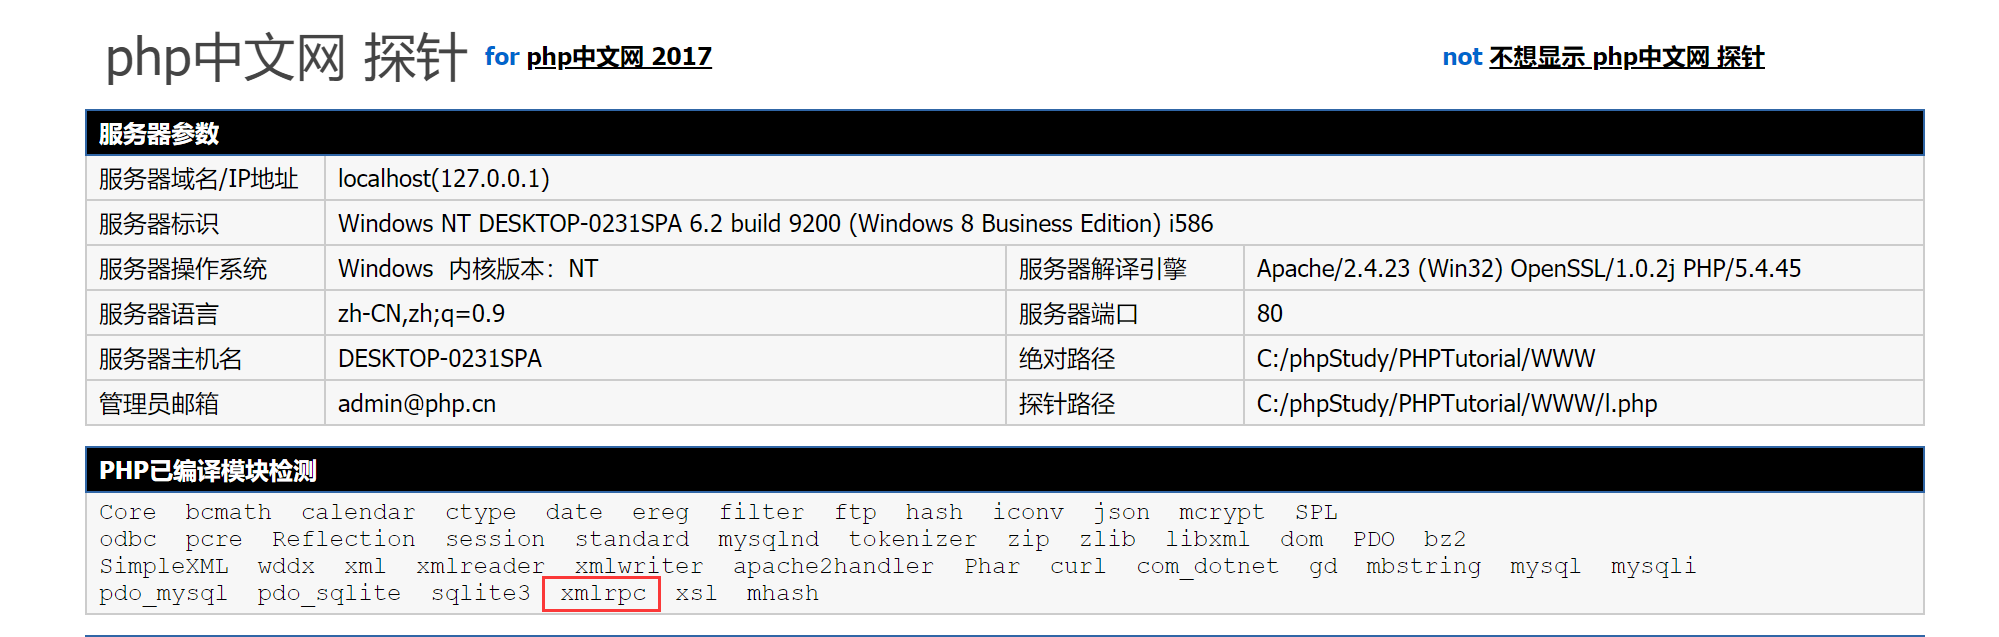 php中文网 探针 for php中文网 2017 not 不想显示 php中文网 探针
服务器参数
服务器域名/IP地址 localhost(127.0.0.1)
服务器标识 Windows NT DESKTOP-0231SPA 6.2 build 9200 (Windows 8 Business Edition) i586
服务器操作系统 Windows 内核版本：NT 服务器解译引擎 Apache/2.4.23 (Win32) OpenSSL/1.0.2j PHP/5.4.45
服务器语言 zh-CN,zh;q=0.9 服务器端口 80
服务器主机名 DESKTOP-0231SPA 绝对路径 C:/phpStudy/PHPTutorial/WWW
管理员邮箱 admin@php.cn 探针路径 C:/phpStudy/PHPTutorial/WWW/l.php
PHP已编译模块检测
Core bcmath calendar ctype date ereg filter ftp hash iconv json mcrypt SPL
odbc pcre Reflection session standard mysqlnd tokenizer zip zlib libxml dom PDO bz2
SimpleXML wddx xml xmlreader xmlwriter apache2handler Phar curl com_dotnet gd mbstring mysql mysqli
pdo_mysql pdo_sqlite sqlite3 xmlrpc xsl mhash